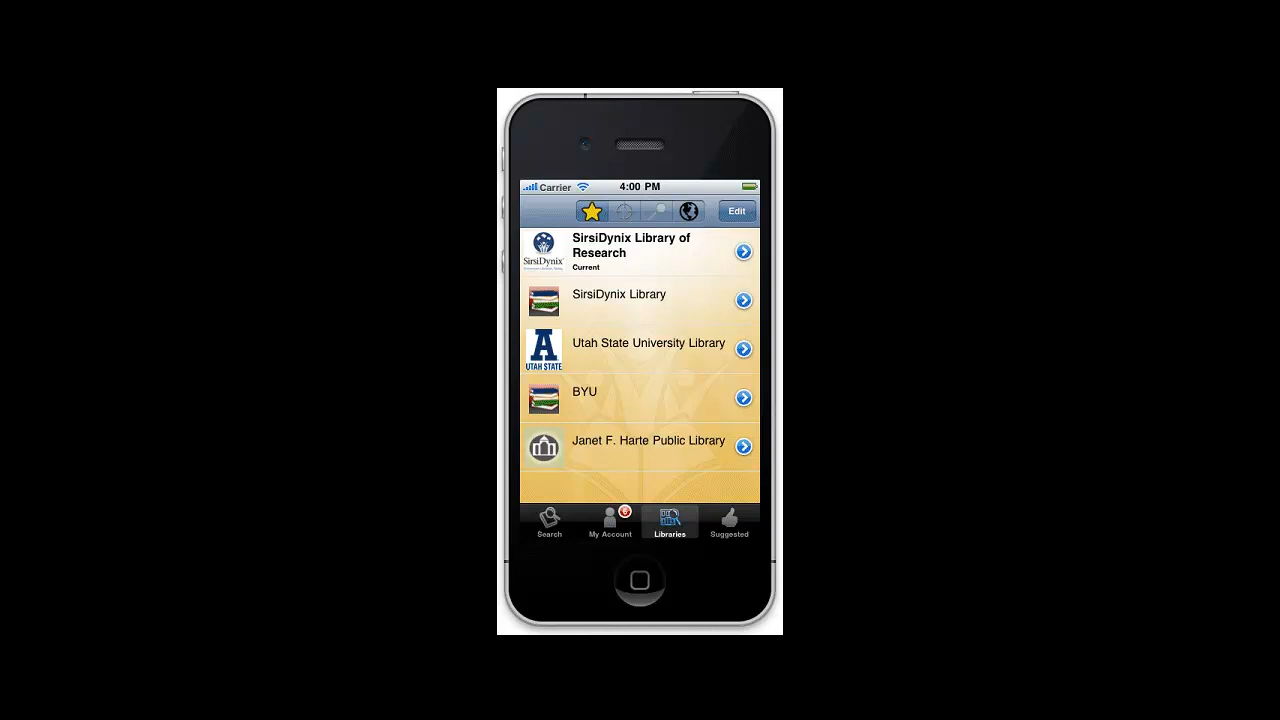 Carrier 4:00 PM
Edit
SirsiDynix Library of
Research
Current
SirsiDynix
SirsiDynix Library
Utah State University Library
A
UTAH STATE
BYU
Janet F. Harte Public Library
Search My Account Libraries Suggested